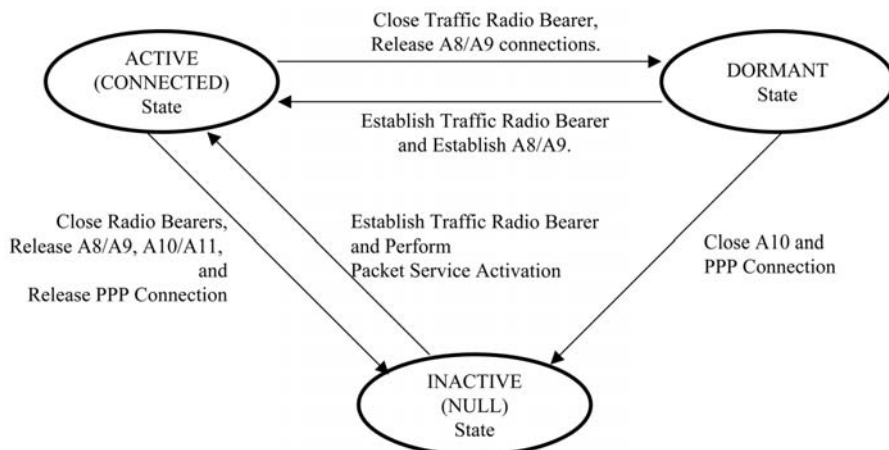 Close Traffic Radio Bearer,
Release A8/A9 connections.
ACTIVE
(CONNECTED)
State
DORMANT
State
Establish Traffic Radio Bearer
and Establish A8/A9.
Close Radio Bearers,
Release A8/A9, A10/A11,
and
Release PPP Connection
Establish Traffic Radio Bearer
and Perform
Packet Service Activation
Close A10 and
PPP Connection
INACTIVE
(NULL)
State